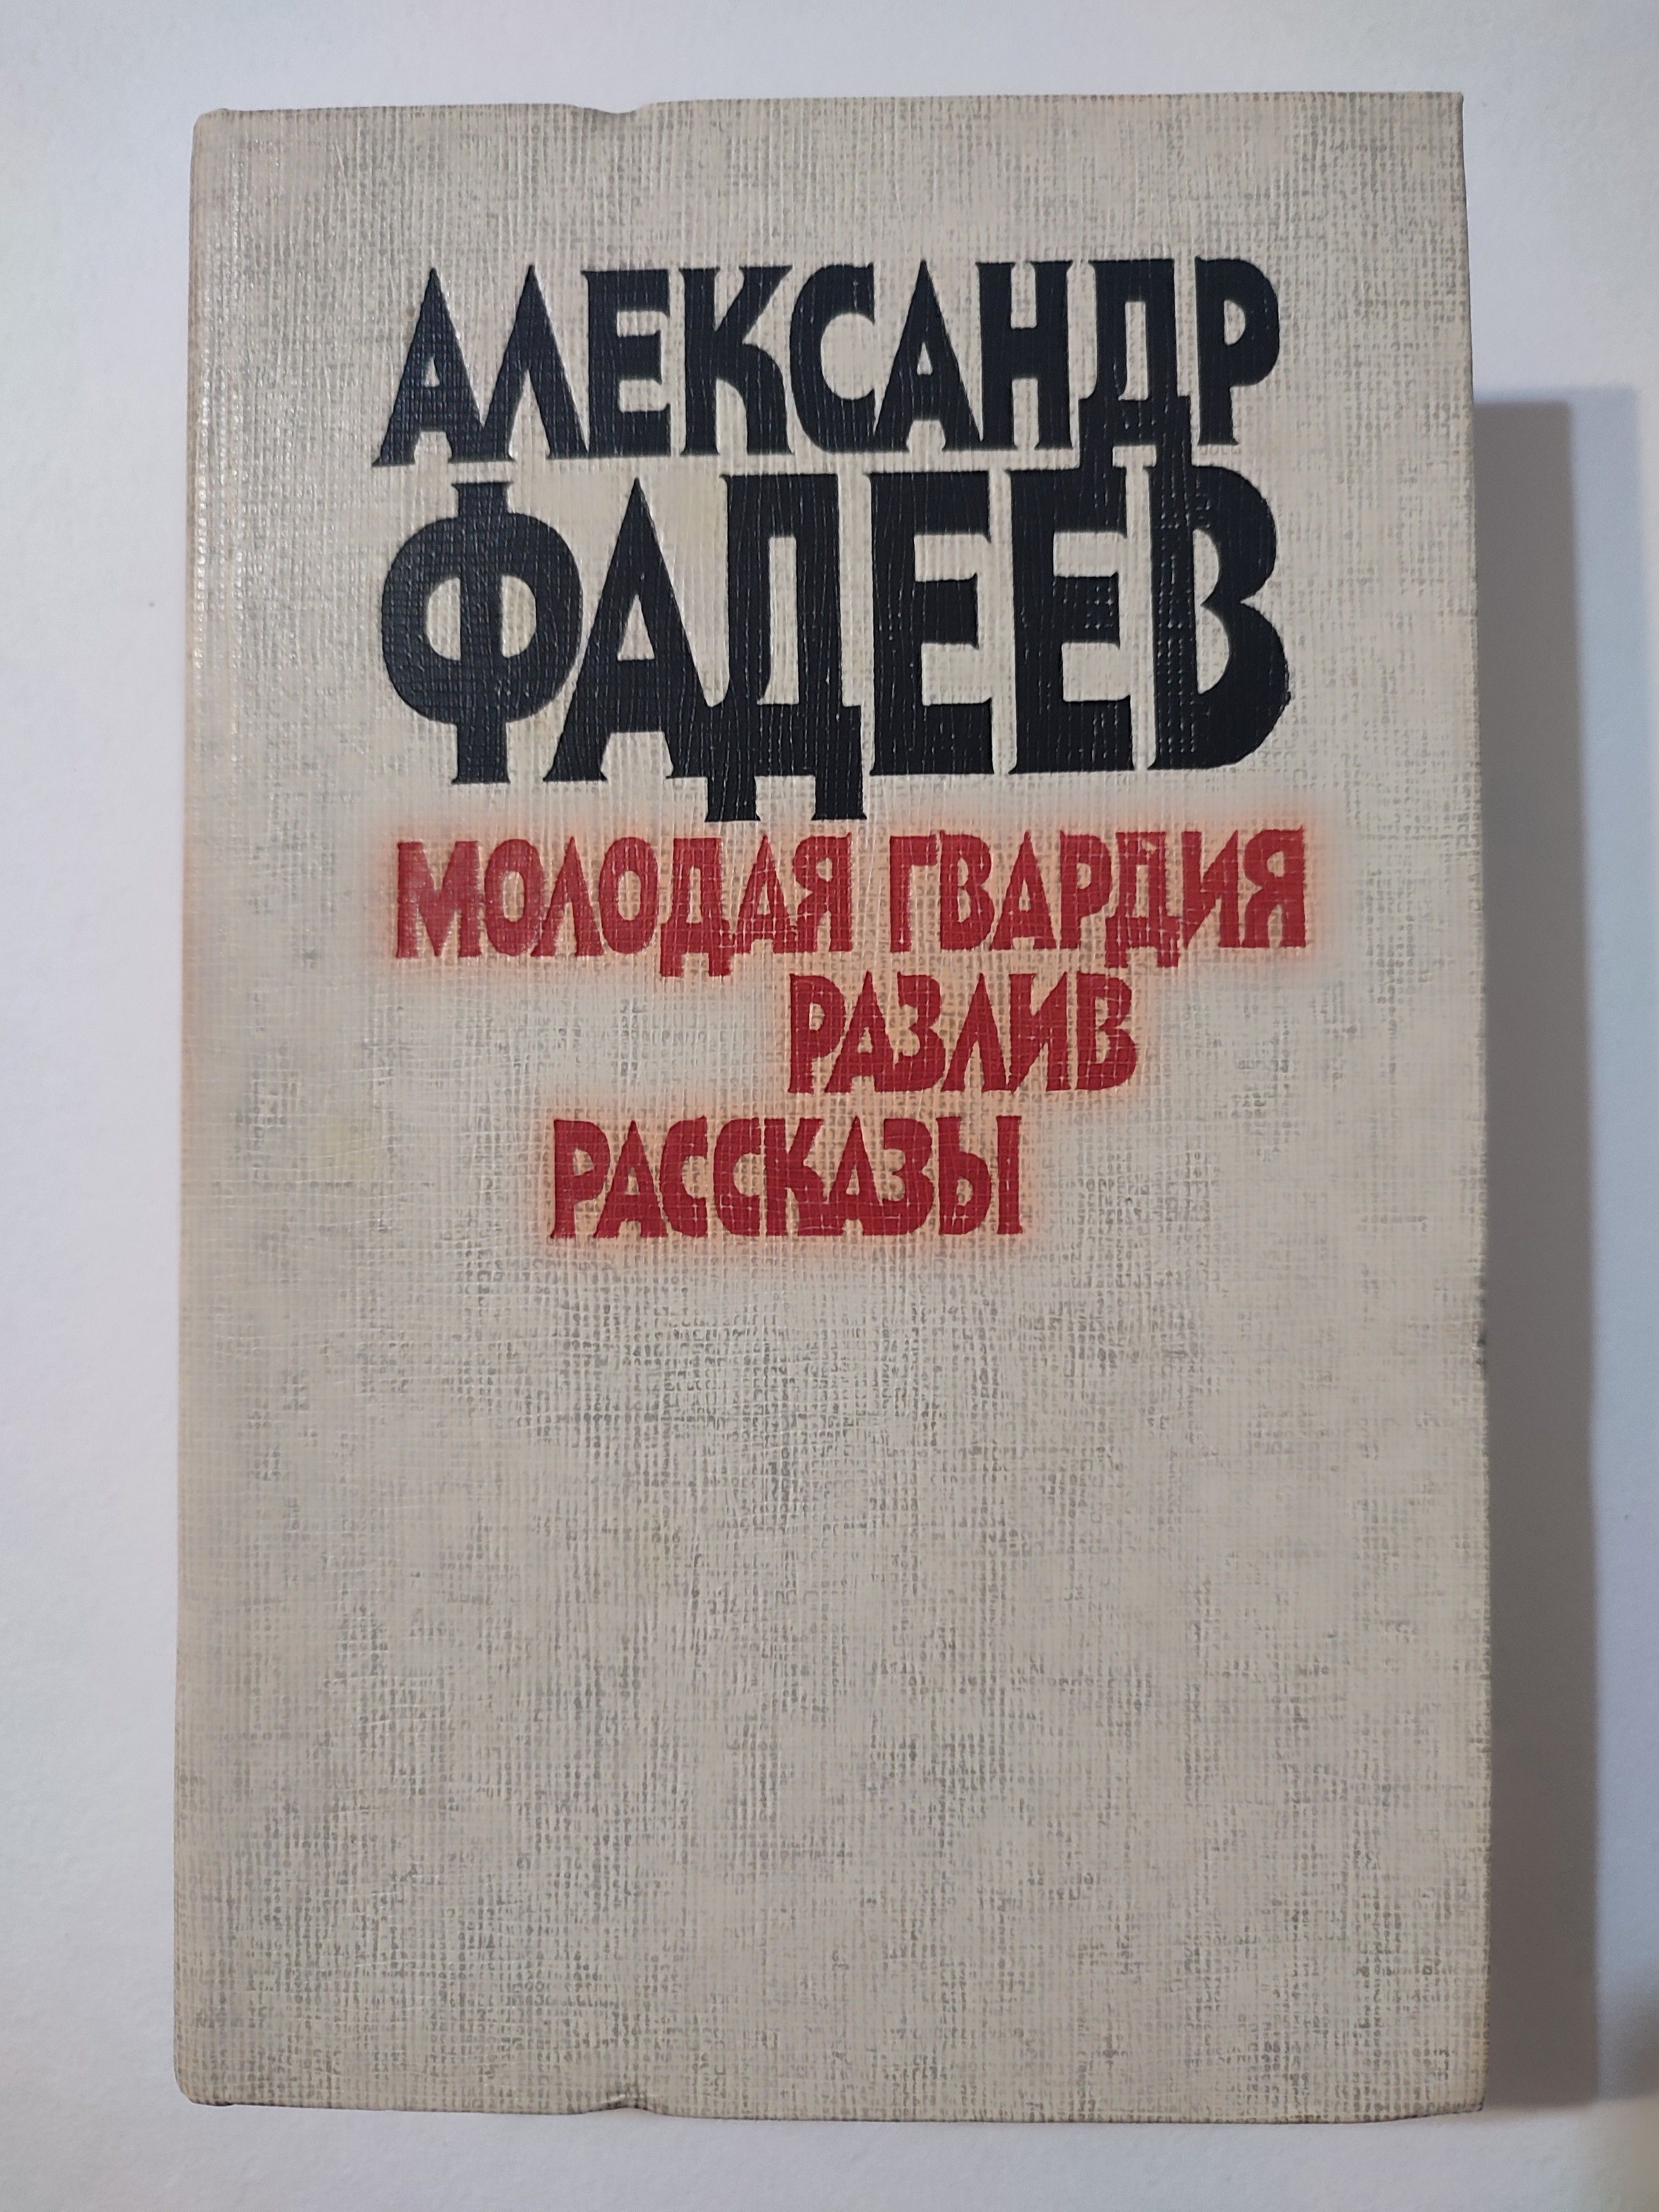 АЛЕКСАНДР
ФАДЕЕВ
МОЛОДАЯ ГВАРДИЯ
РАЗЛИВ
РАССКАЗЫ